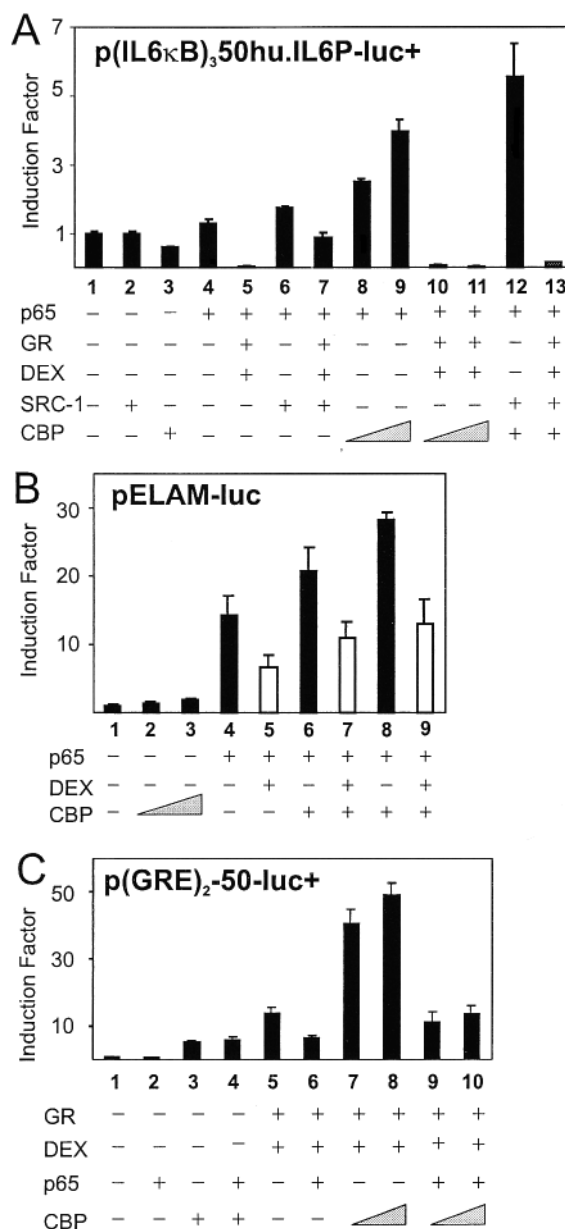 A
p(IL6κB)₃50hu.IL6P-luc+
Induction Factor
7
5
3
1
1 2 3 4 5 6 7 8 9 10 11 12 13
p65 – – – + + + + + + + + + +
GR – – – – + – + – – + + – +
DEX – – – – + – + – – + + – +
SRC-1 – + – – – + + – – – – + +
CBP – – + – – – – + +
B
pELAM-luc
Induction Factor
30
20
10
1 2 3 4 5 6 7 8 9
p65 – – – + + + + + +
DEX – – – – + – + – +
CBP – – – + + + +
C
p(GRE)₂-50-luc+
Induction Factor
50
30
10
1 2 3 4 5 6 7 8 9 10
GR – – – – + + + + + +
DEX – – – – + + + + + +
p65 – + – + – + – – + +
CBP – – + + – –